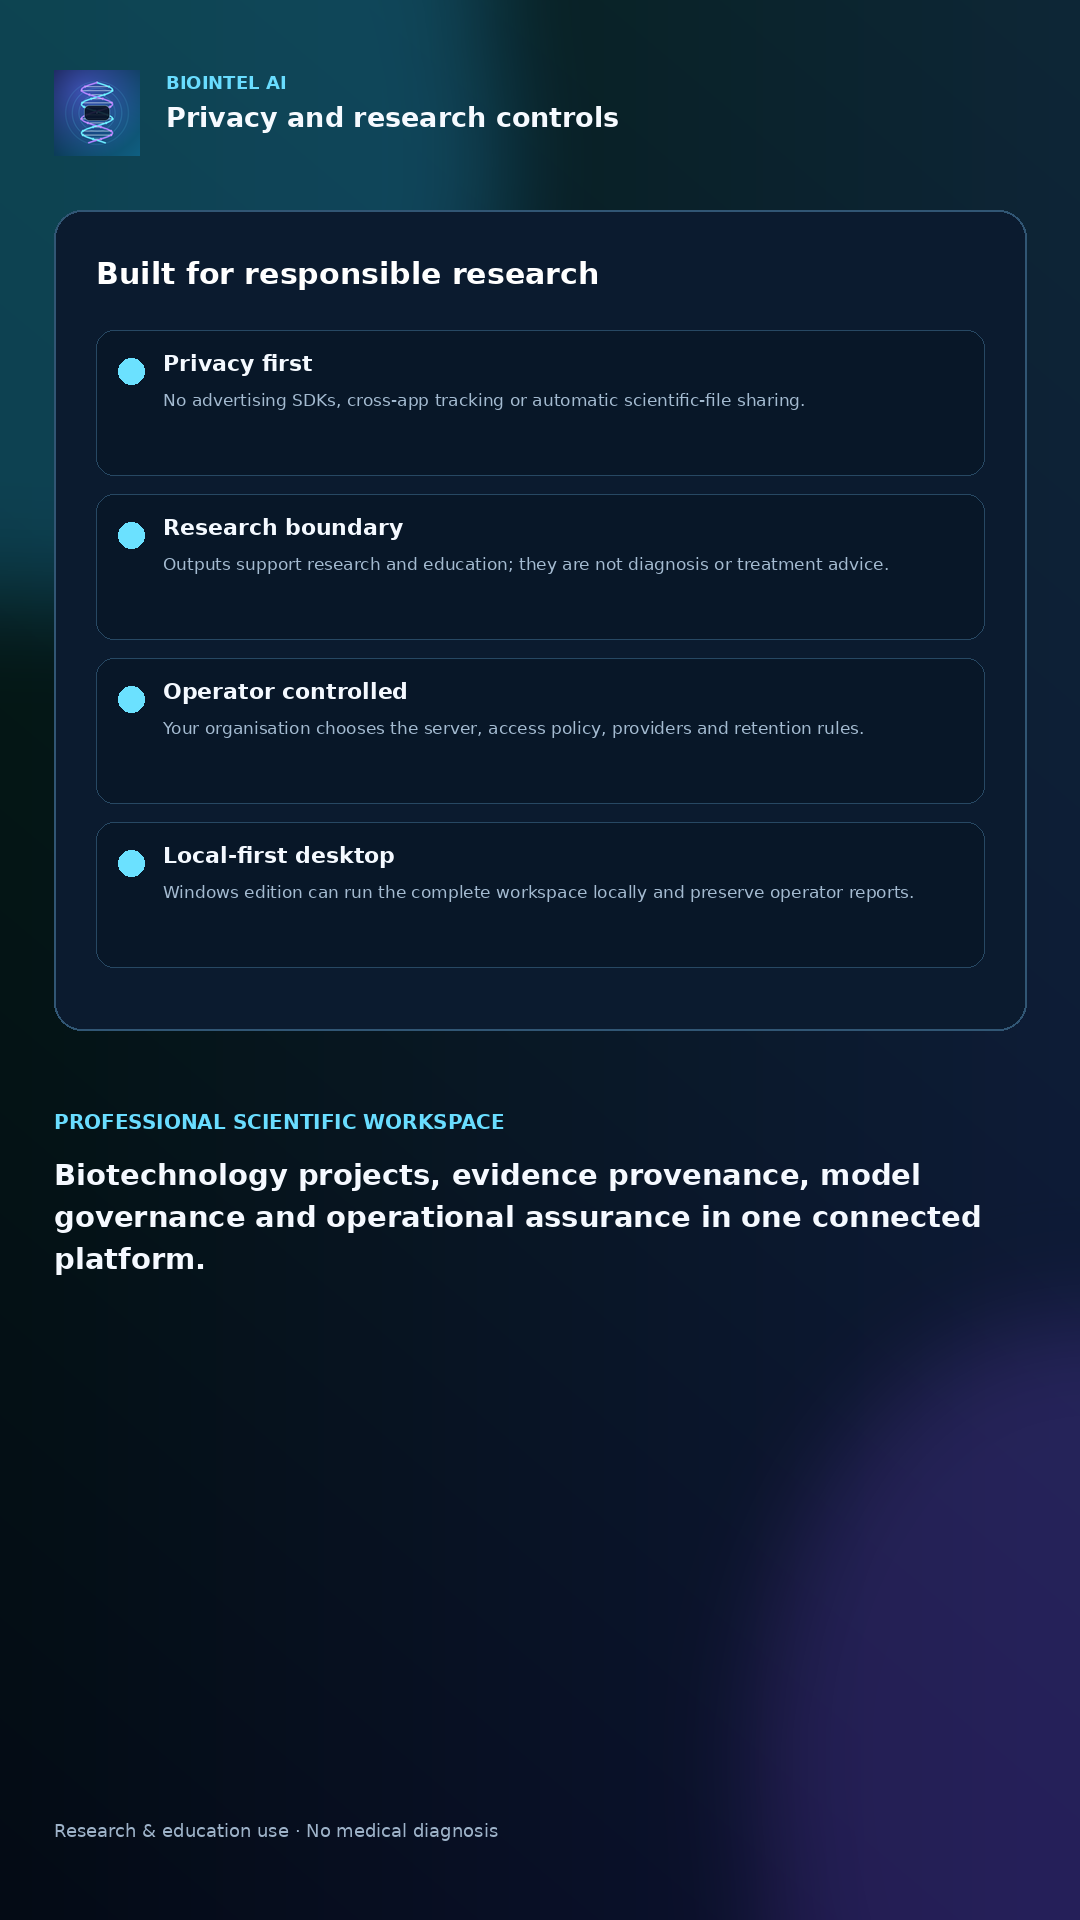 BIOINTEL AI
Privacy and research controls
Built for responsible research
Privacy first
No advertising SDKs, cross-app tracking or automatic scientific-file sharing.
Research boundary
Outputs support research and education; they are not diagnosis or treatment advice.
Operator controlled
Your organisation chooses the server, access policy, providers and retention rules.
Local-first desktop
Windows edition can run the complete workspace locally and preserve operator reports.
PROFESSIONAL SCIENTIFIC WORKSPACE
Biotechnology projects, evidence provenance, model
governance and operational assurance in one connected
platform.
Research & education use · No medical diagnosis